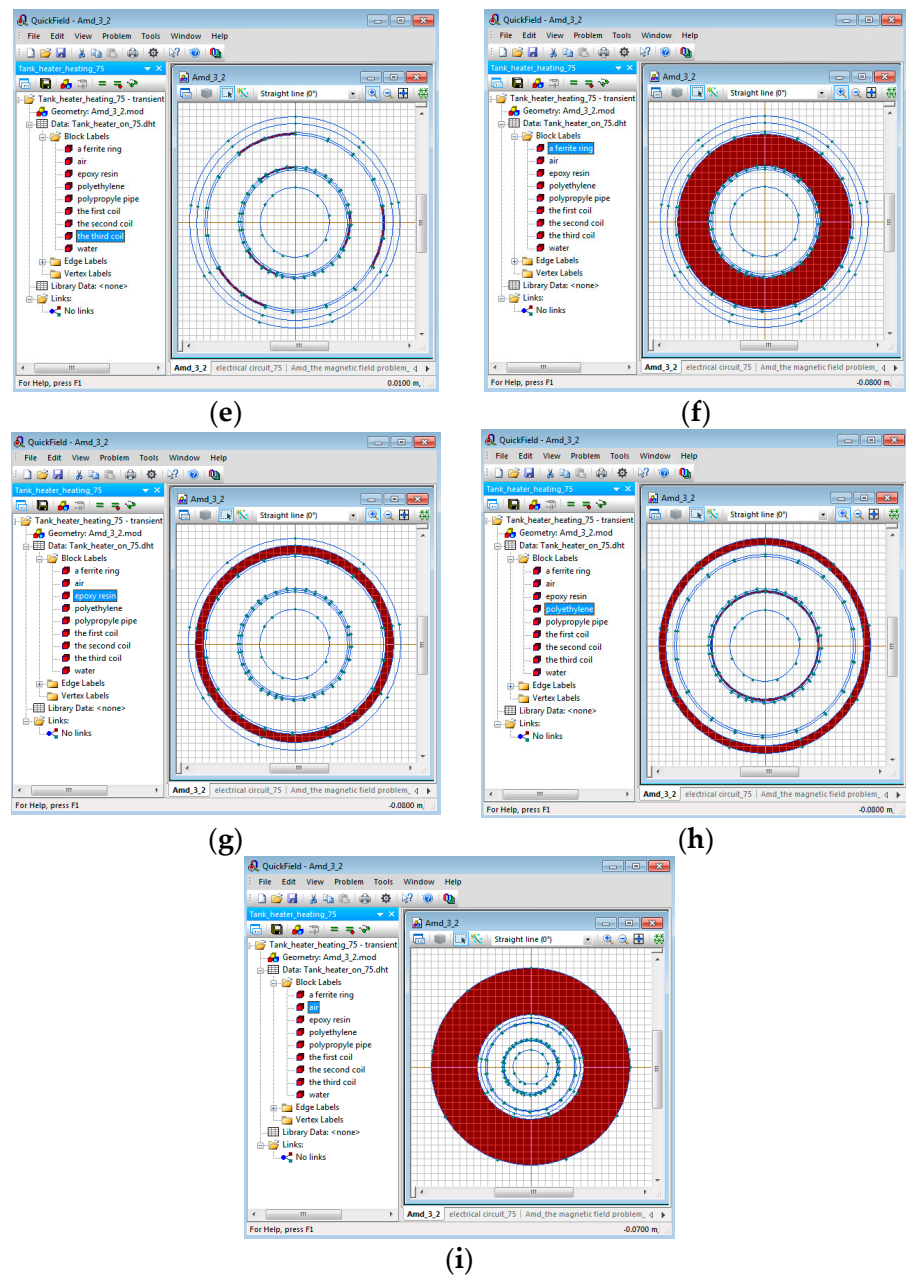 QuickField - Amd_3_2
File Edit View Problem Tools Window Help
Tank_heater_heating_75
Tank_heater_heating_75 - transient
Geometry: Amd_3_2.mod
Data: Tank_heater_on_75.dht
Block Labels
a ferrite ring
air
epoxy resin
polyethylene
polypropyle pipe
the first coil
the second coil
the third coil
water
Edge Labels
Vertex Labels
Library Data: <none>
Links:
No links
Amd_3_2
Straight line (0°)
Amd_3_2 electrical circuit_75 Amd_the magnetic field problem_
For Help, press F1 0.0100 m,
(e)
QuickField - Amd_3_2
File Edit View Problem Tools Window Help
Tank_heater_heating_75
Tank_heater_heating_75 - transient
Geometry: Amd_3_2.mod
Data: Tank_heater_on_75.dht
Block Labels
a ferrite ring
air
epoxy resin
polyethylene
polypropyle pipe
the first coil
the second coil
the third coil
water
Edge Labels
Vertex Labels
Library Data: <none>
Links:
No links
Amd_3_2
Straight line (0°)
Amd_3_2 electrical circuit_75 Amd_the magnetic field problem_
For Help, press F1 -0.0800 m,
(f)
QuickField - Amd_3_2
File Edit View Problem Tools Window Help
Tank_heater_heating_75
Tank_heater_heating_75 - transient
Geometry: Amd_3_2.mod
Data: Tank_heater_on_75.dht
Block Labels
a ferrite ring
air
epoxy resin
polyethylene
polypropyle pipe
the first coil
the second coil
the third coil
water
Edge Labels
Vertex Labels
Library Data: <none>
Links:
No links
Amd_3_2
Straight line (0°)
Amd_3_2 electrical circuit_75 Amd_the magnetic field problem_
For Help, press F1 -0.0800 m,
(g)
QuickField - Amd_3_2
File Edit View Problem Tools Window Help
Tank_heater_heating_75
Tank_heater_heating_75 - transient
Geometry: Amd_3_2.mod
Data: Tank_heater_on_75.dht
Block Labels
a ferrite ring
air
epoxy resin
polyethylene
polypropyle pipe
the first coil
the second coil
the third coil
water
Edge Labels
Vertex Labels
Library Data: <none>
Links:
No links
Amd_3_2
Straight line (0°)
Amd_3_2 electrical circuit_75 Amd_the magnetic field problem_
For Help, press F1 -0.0800 m,
(h)
QuickField - Amd_3_2
File Edit View Problem Tools Window Help
Tank_heater_heating_75
Tank_heater_heating_75 - transient
Geometry: Amd_3_2.mod
Data: Tank_heater_on_75.dht
Block Labels
a ferrite ring
air
epoxy resin
polyethylene
polypropyle pipe
the first coil
the second coil
the third coil
water
Edge Labels
Vertex Labels
Library Data: <none>
Links:
No links
Amd_3_2
Straight line (0°)
Amd_3_2 electrical circuit_75 Amd_the magnetic field problem_
For Help, press F1 -0.0700 m,
(i)